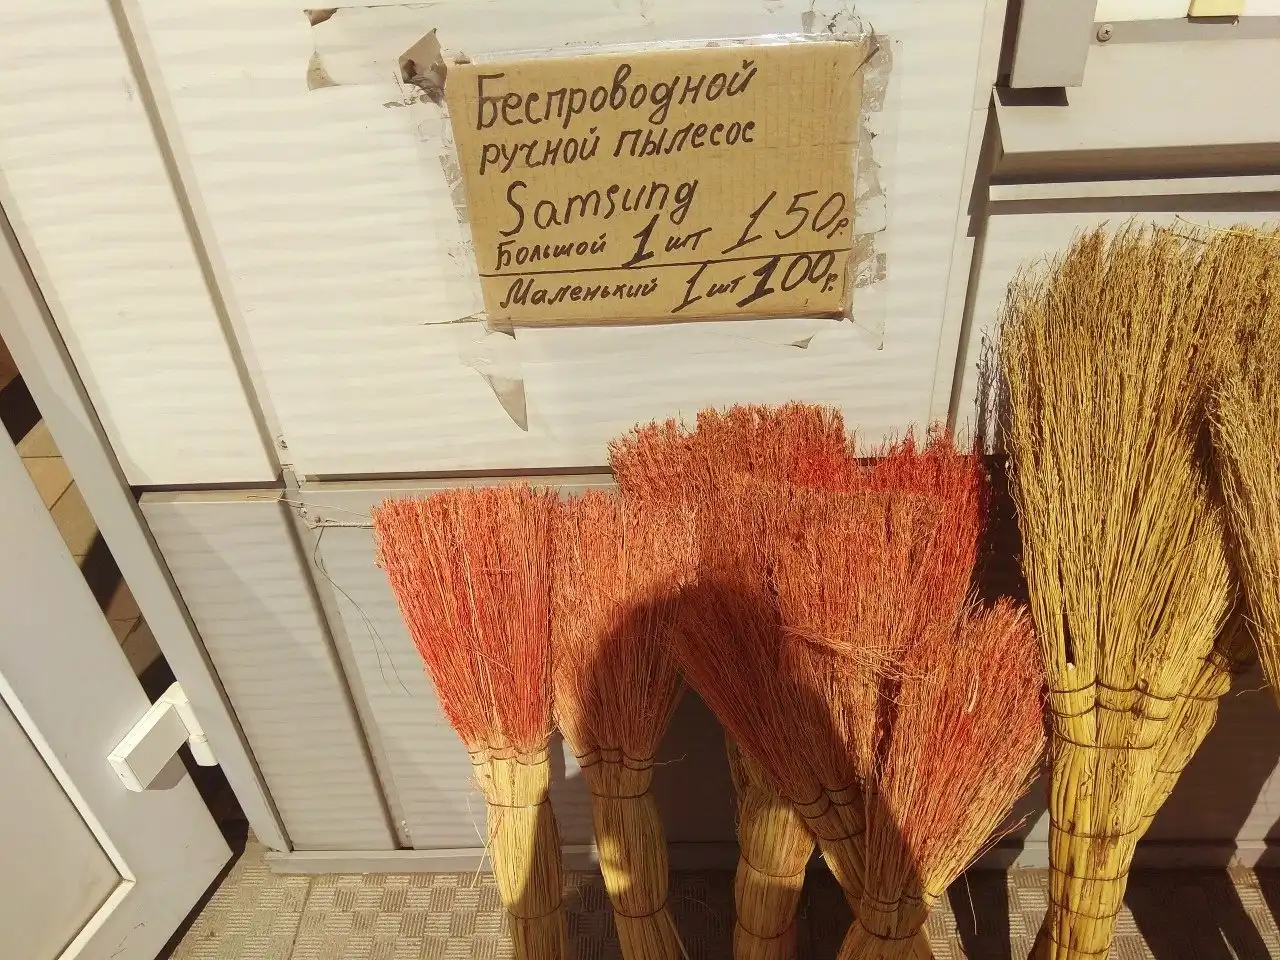 Беспроводной
ручной пылесос
Samsung
Большой 1 шт 150р.
Маленький 1 шт 100р.